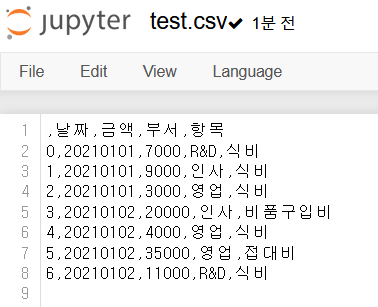 jupyter test.csv✓ 1분 전
File Edit View Language
1 ,날짜,금액,부서,항목
2 0,20210101,7000,R&D,식비
3 1,20210101,9000,인사,식비
4 2,20210101,3000,영업,식비
5 3,20210102,20000,인사,비품구입비
6 4,20210102,4000,영업,식비
7 5,20210102,35000,영업,접대비
8 6,20210102,11000,R&D,식비
9